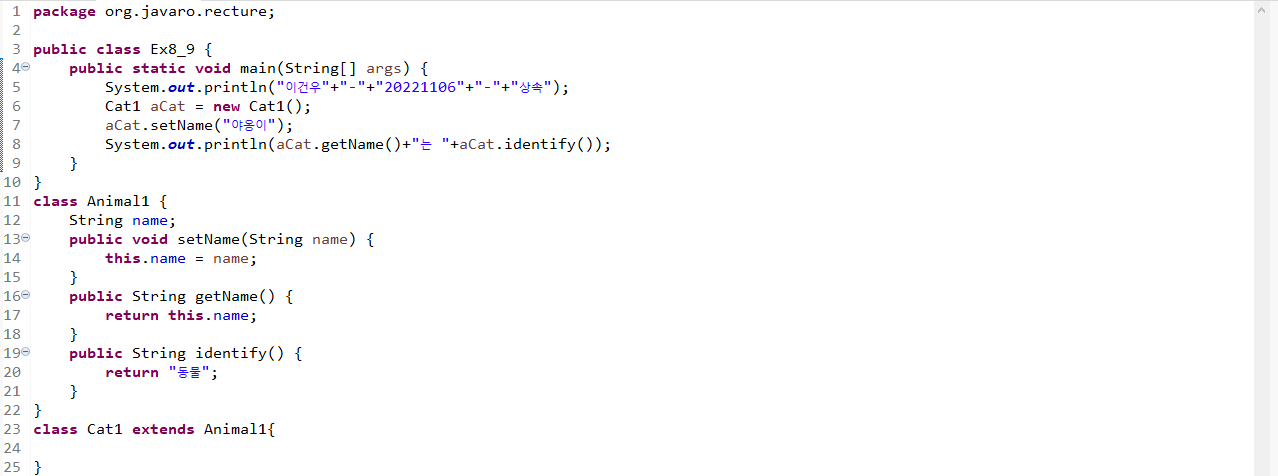 1 package org.javaro.recture;
2
3 public class Ex8_9 {
4     public static void main(String[] args) {
5         System.out.println("이건우"+"-"+"20221106"+"-"+"상속");
6         Cat1 aCat = new Cat1();
7         aCat.setName("야옹이");
8         System.out.println(aCat.getName()+"는 "+aCat.identify());
9     }
10 }
11 class Animal1 {
12     String name;
13     public void setName(String name) {
14         this.name = name;
15     }
16     public String getName() {
17         return this.name;
18     }
19     public String identify() {
20         return "동물";
21     }
22 }
23 class Cat1 extends Animal1{
24
25 }